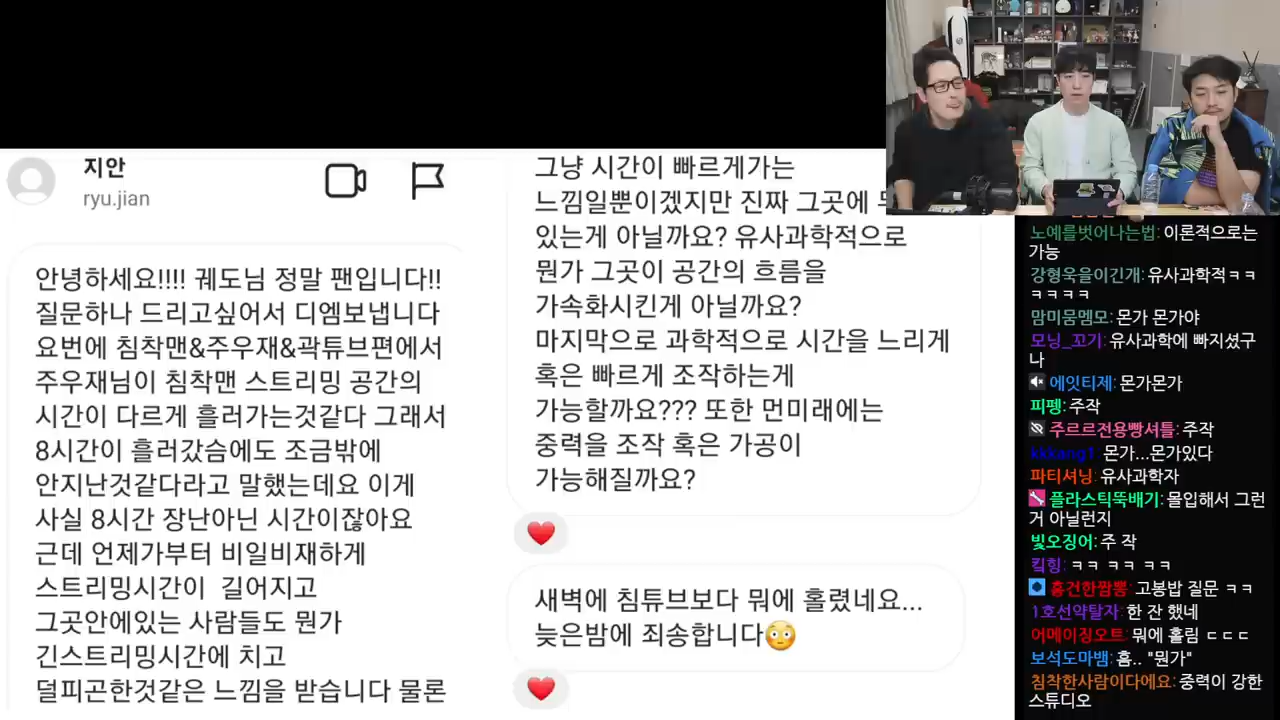 지안
ryu.jian
안녕하세요!!!! 궤도님 정말 팬입니다!!
질문하나 드리고싶어서 디엠보냅니다
요번에 침착맨&주우재&곽튜브편에서
주우재님이 침착맨 스트리밍 공간의
시간이 다르게 흘러가는것같다 그래서
8시간이 흘러갔슴에도 조금밖에
안지난것같다라고 말했는데요 이게
사실 8시간 장난아닌 시간이잖아요
근데 언제가부터 비일비재하게
스트리밍시간이 길어지고
그곳안에있는 사람들도 뭔가
긴스트리밍시간에 치고
덜피곤한것같은 느낌을 받습니다 물론
그냥 시간이 빠르게가는
느낌일뿐이겠지만 진짜 그곳에
있는게 아닐까요? 유사과학적으로
뭔가 그곳이 공간의 흐름을
가속화시킨게 아닐까요?
마지막으로 과학적으로 시간을 느리게
혹은 빠르게 조작하는게
가능할까요??? 또한 먼미래에는
중력을 조작 혹은 가공이
가능해질까요?
새벽에 침튜브보다 뭐에 홀렸네요...
늦은밤에 죄송합니다😳
노예를벗어나는법: 이론적으로는
가능
강형욱을이긴개: 유사과학적ㅋㅋ
ㅋㅋㅋㅋ
맘미뭉멤모: 몬가 몬가야
모닝_꼬기: 유사과학에 빠지셨구
나
에잇티제: 몬가몬가
피펭: 주작
주르르전용빵셔틀: 주작
kkkang1: 몬가...몬가있다
파티셔닝: 유사과학자
플라스틱뚝배기: 몰입해서 그런
거 아닐런지
빛오징어: 주 작
킹힝: ㅋㅋ ㅋㅋ ㅋㅋ
홍건한짬뽕: 고봉밥 질문 ㅋㅋ
1호선약탈자: 한 잔 했네
어메이징오트: 뭐에 홀림 ㄷㄷㄷ
보석도마뱀: 흠.. "뭔가"
침착한사람이다에요: 중력이 강한
스튜디오